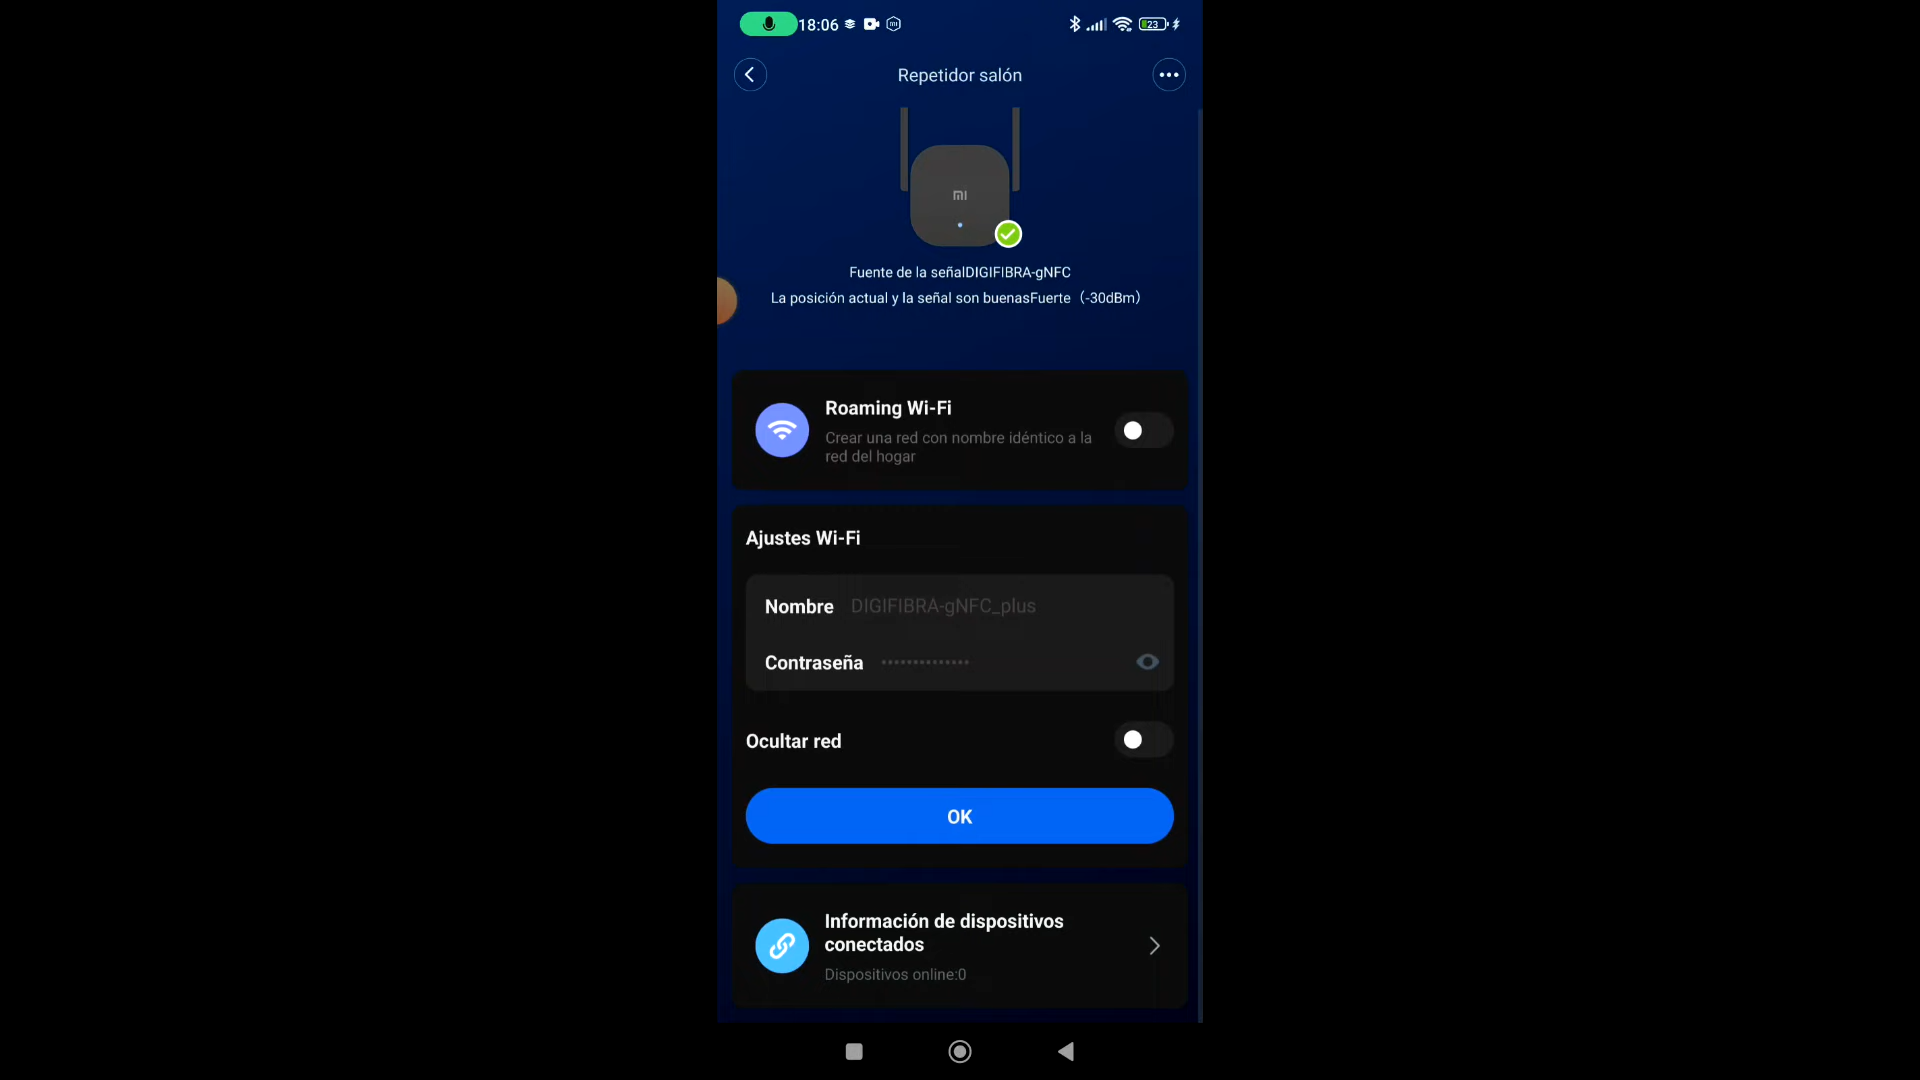 18:06
23
Repetidor salón
mi
Fuente de la señalDIGIFIBRA-gNFC
La posición actual y la señal son buenasFuerte（-30dBm）
Roaming Wi-Fi
Crear una red con nombre idéntico a la
red del hogar
Ajustes Wi-Fi
Nombre DIGIFIBRA-gNFC_plus
Contraseña ••••••••••••••
Ocultar red
OK
Información de dispositivos
conectados
Dispositivos online:0